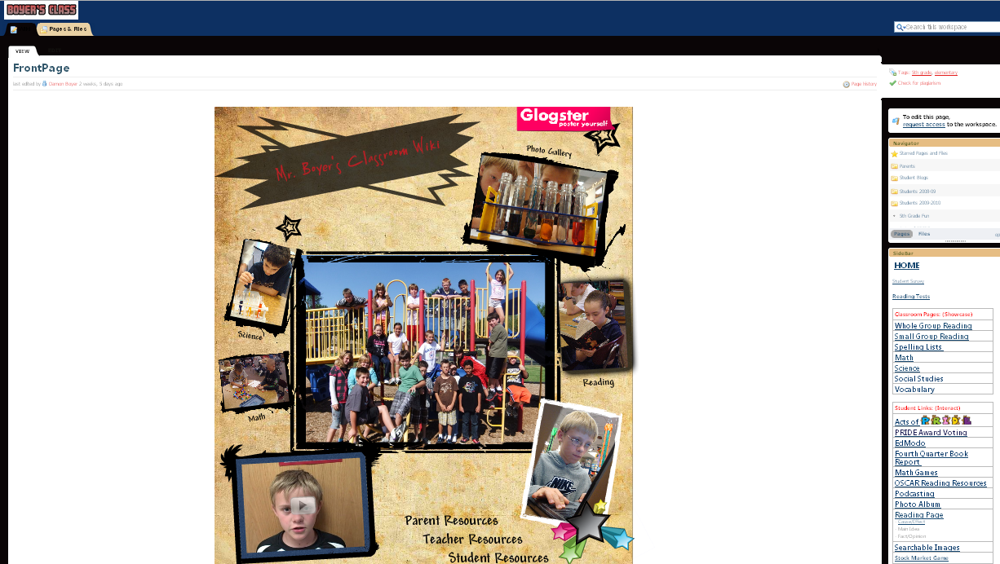 BOYER'S CLASS
Pages & Files
Search this workspace
VIEW
FrontPage
last edited by Damon Boyer 2 weeks, 5 days ago
Page history
Tags: 5th grade, elementary
Check for plagiarism
To edit this page,
request access to the workspace.
Navigator
Starred Pages and Files
Parents
Student Blogs
Students 2008-09
Students 2009-2010
5th Grade Fun
Pages Files
SideBar
HOME
Student Survey
Reading Tests
Classroom Pages: (Showcase)
Whole Group Reading
Small Group Reading
Spelling Lists
Math
Science
Social Studies
Vocabulary
Student Links: (Interact)
Acts of PRIDE
PRIDE Award Voting
EdModo
Fourth Quarter Book
Report
Math Games
OSCAR Reading Resources
Podcasting
Photo Album
Reading Page
- Cause/Effect
- Main Idea
- Fact/Opinion
Searchable Images
Stock Market Game
Glogster
poster yourself
Mr. Boyer's Classroom Wiki
Photo Gallery
Science
Reading
Math
NIKE
Parent Resources
Teacher Resources
Student Resources